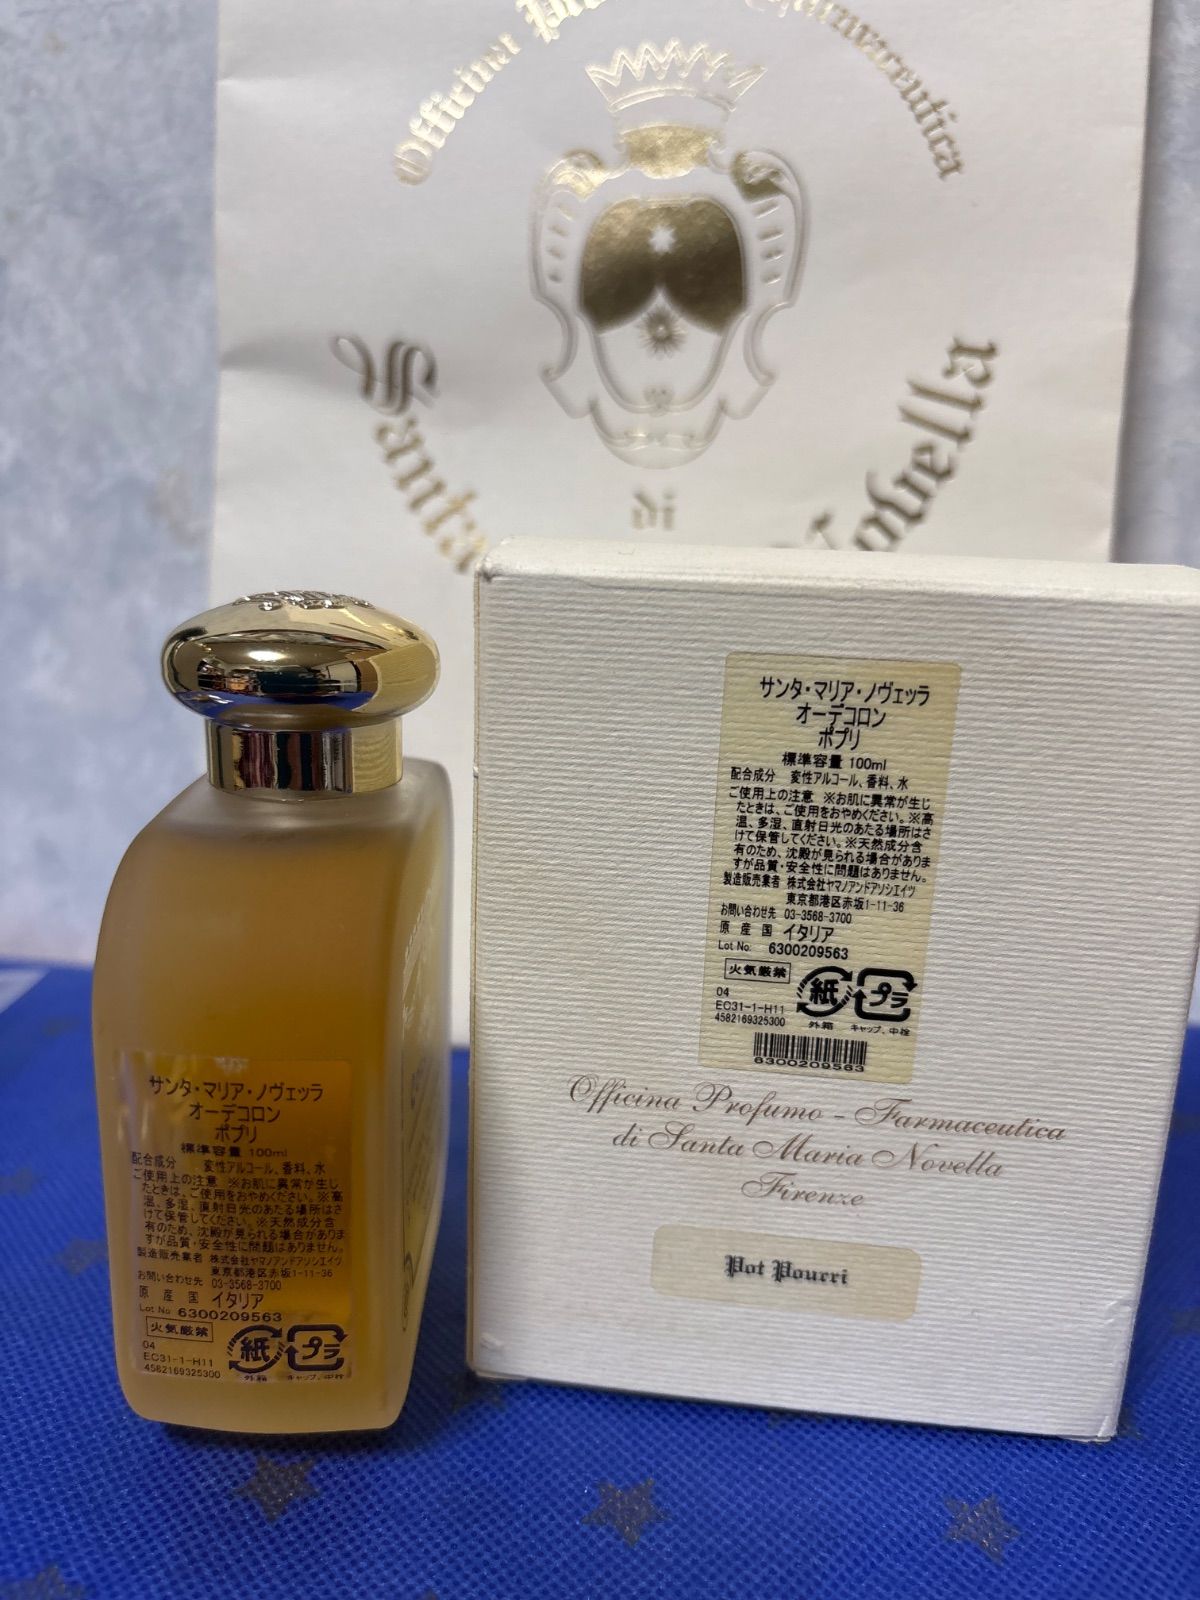 Officina Pr
armaceutica
di
Santa
Novella
サンタ・マリア・ノヴェッラ
オーデコロン
ポプリ
標準容量 100ml
配合成分 変性アルコール、香料、水
ご使用上の注意 ※お肌に異常が生じ
たときは、ご使用をおやめください。※高
温、多湿、直射日光のあたる場所はさ
けて保管してください。※天然成分含
有のため、沈殿が見られる場合がありま
すが品質・安全性に問題はありません。
製造販売業者 株式会社ヤマノアンドアソシエイツ
東京都港区赤坂1-11-36
お問い合わせ先 03-3568-3700
原産国 イタリア
Lot No. 6300209563
火気厳禁
紙 プラ
04
EC31-1-H11
4582169325300
外箱 キャップ、中栓
6300209563
Officina Profumo - Farmaceutica
di Santa Maria Novella
Firenze
Pot Pourri
サンタ・マリア・ノヴェッラ
オーデコロン
ポプリ
標準容量 100ml
配合成分 変性アルコール、香料、水
ご使用上の注意 ※お肌に異常が生じ
たときは、ご使用をおやめください。※高
温、多湿、直射日光のあたる場所はさ
けて保管してください。※天然成分含
有のため、沈殿が見られる場合がありま
すが品質・安全性に問題はありません。
製造販売業者 株式会社ヤマノアンドアソシエイツ
東京都港区赤坂1-11-36
お問い合わせ先 03-3568-3700
原産国 イタリア
Lot No 6300209563
火気厳禁
紙 プラ
04
EC31-1-H11
4582169325300
外箱 キャップ、中栓